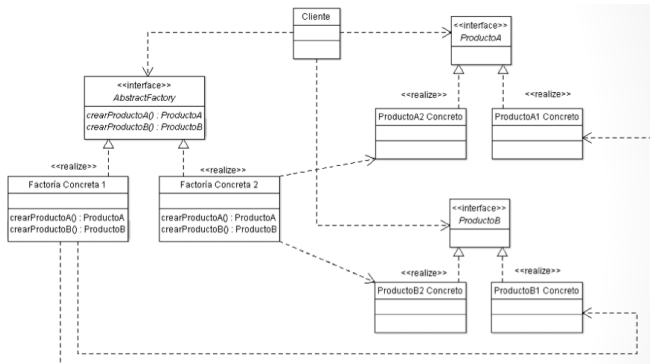 Cliente
<<interface>>
ProductoA
<<interface>>
AbstractFactory
crearProductoA() : ProductoA
crearProductoB() : ProductoB
<<realize>>
<<realize>>
ProductoA2 Concreto
ProductoA1 Concreto
<<realize>>
<<realize>>
Factoría Concreta 1
crearProductoA() : ProductoA
crearProductoB() : ProductoB
Factoría Concreta 2
crearProductoA() : ProductoA
crearProductoB() : ProductoB
<<interface>>
ProductoB
<<realize>>
<<realize>>
ProductoB2 Concreto
ProductoB1 Concreto